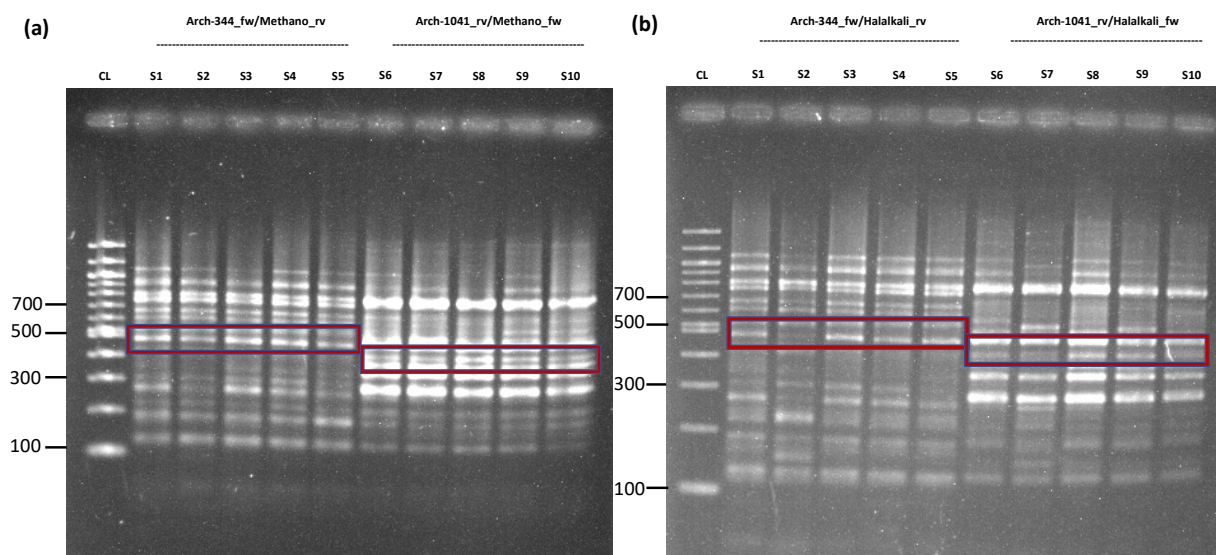 (a)
Arch-344_fw/Methano_rv Arch-1041_rv/Methano_fw
CL S1 S2 S3 S4 S5 S6 S7 S8 S9 S10
700
500
300
100
(b)
Arch-344_fw/Halalkali_rv Arch-1041_rv/Halalkali_fw
CL S1 S2 S3 S4 S5 S6 S7 S8 S9 S10
700
500
300
100